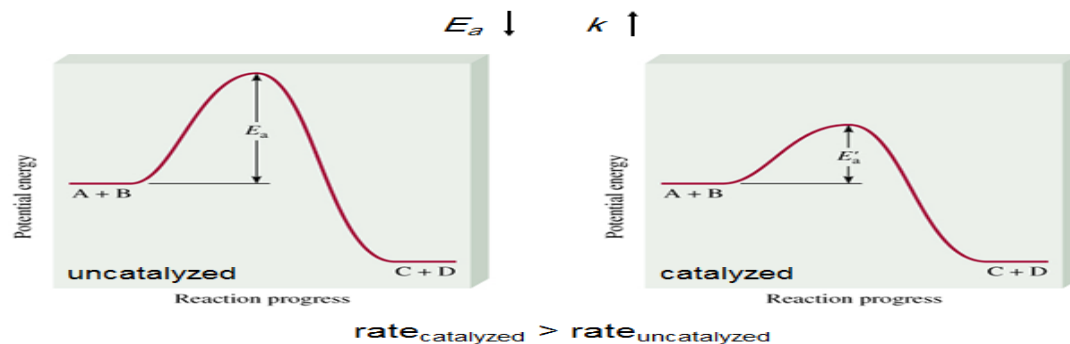 Ea ↓ k ↑
Potential energy
Ea
A + B
uncatalyzed
C + D
Reaction progress
Potential energy
E′a
A + B
catalyzed
C + D
Reaction progress
ratecatalyzed > rateuncatalyzed